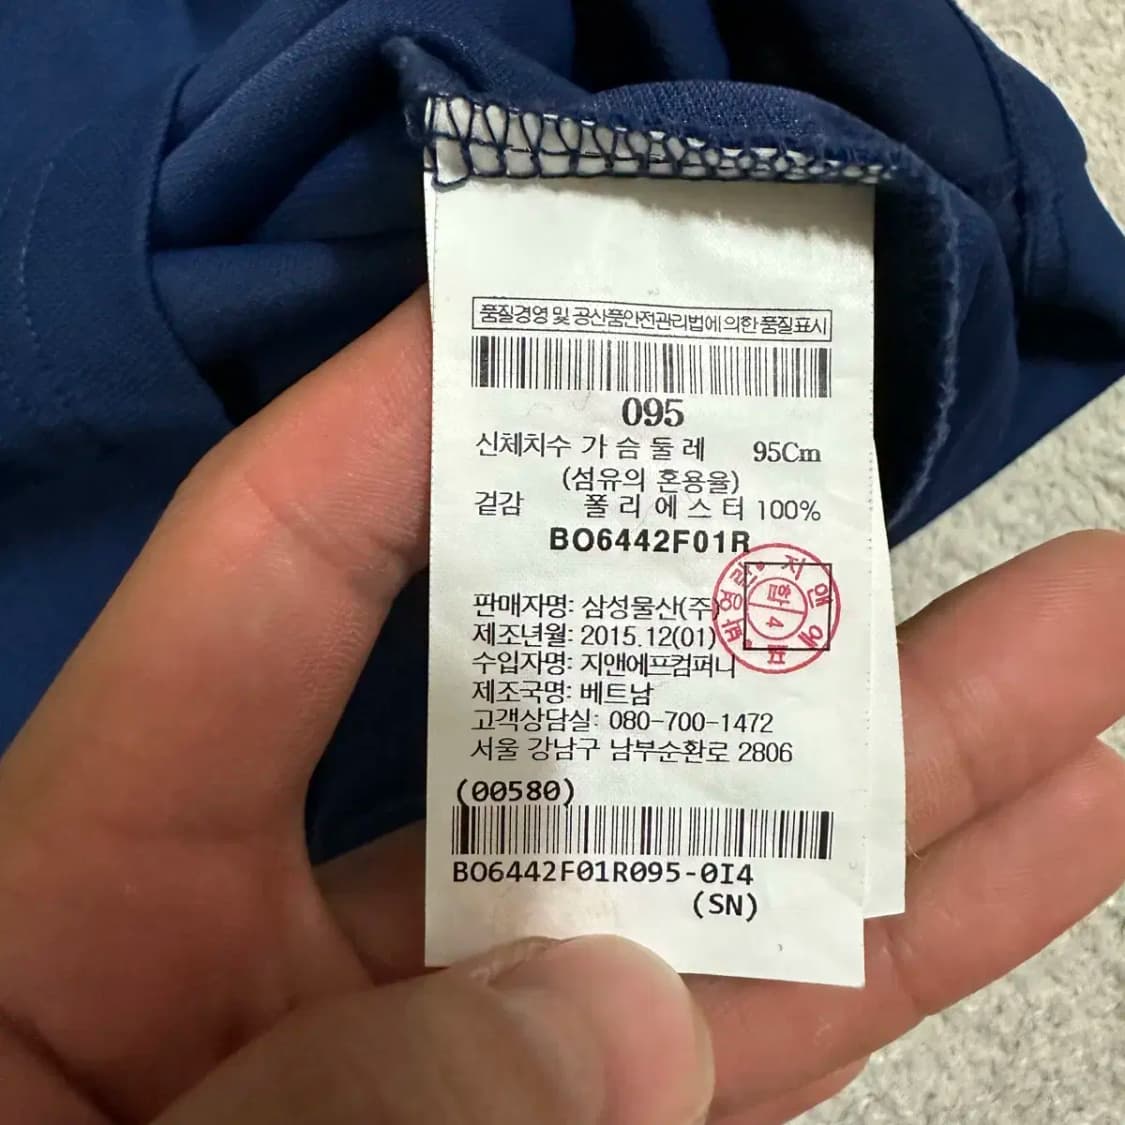 품질경영 및 공산품안전관리법에 의한 품질표시
095
신체치수 가 슴 둘 레 95Cm
(섬유의 혼용율)
겉감 폴 리 에 스 터 100%
BO6442F01R
판매자명: 삼성물산(주)
제조년월: 2015.12(01)
수입자명: 지앤에프컴퍼니
제조국명: 베트남
고객상담실: 080-700-1472
서울 강남구 남부순환로 2806
(00580)
BO6442F01R095-0I4
(SN)